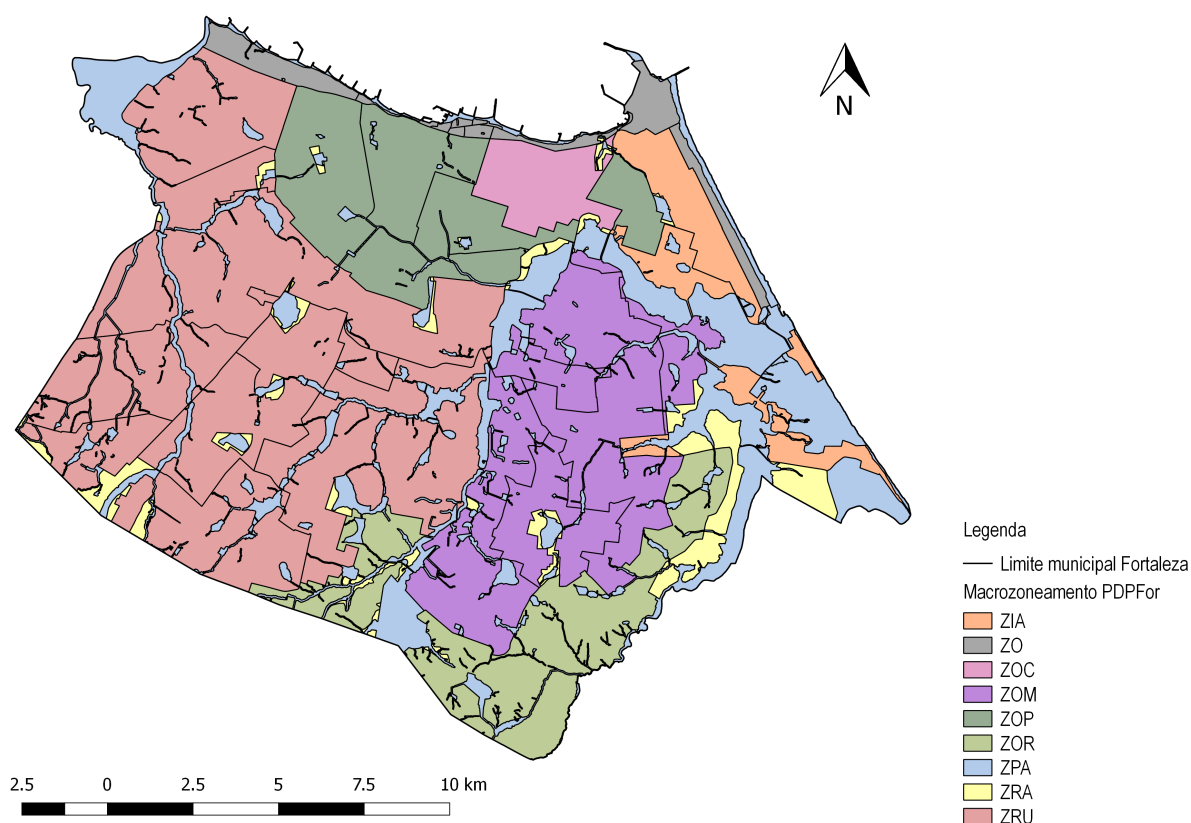 N
Legenda
Limite municipal Fortaleza
Macrozoneamento PDPFor
ZIA
ZO
ZOC
ZOM
ZOP
ZOR
ZPA
ZRA
ZRU
2.5 0 2.5 5 7.5 10 km